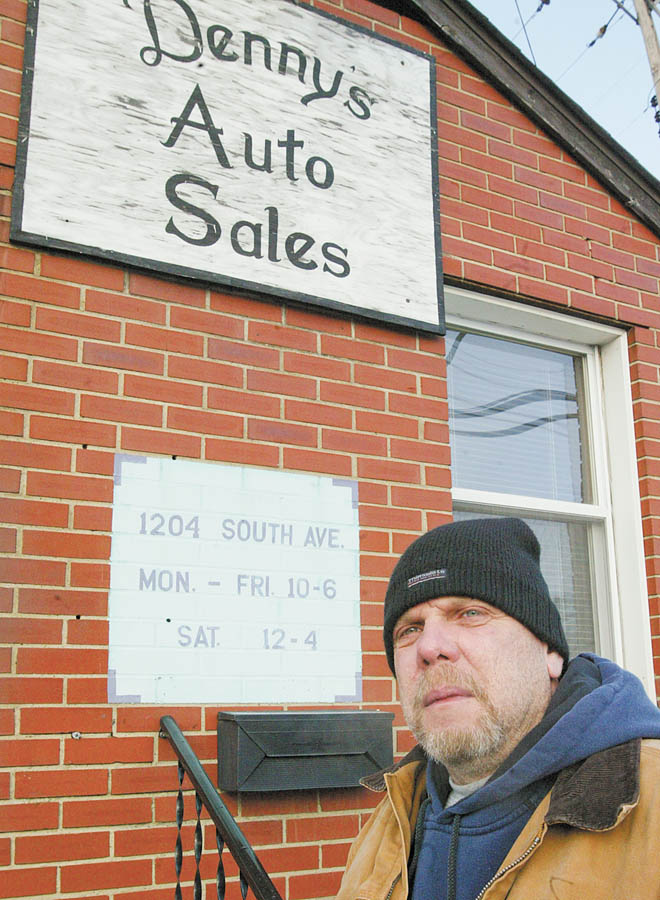 Denny's
Auto
Sales
1204 SOUTH AVE.
MON. - FRI. 10-6
SAT. 12-4